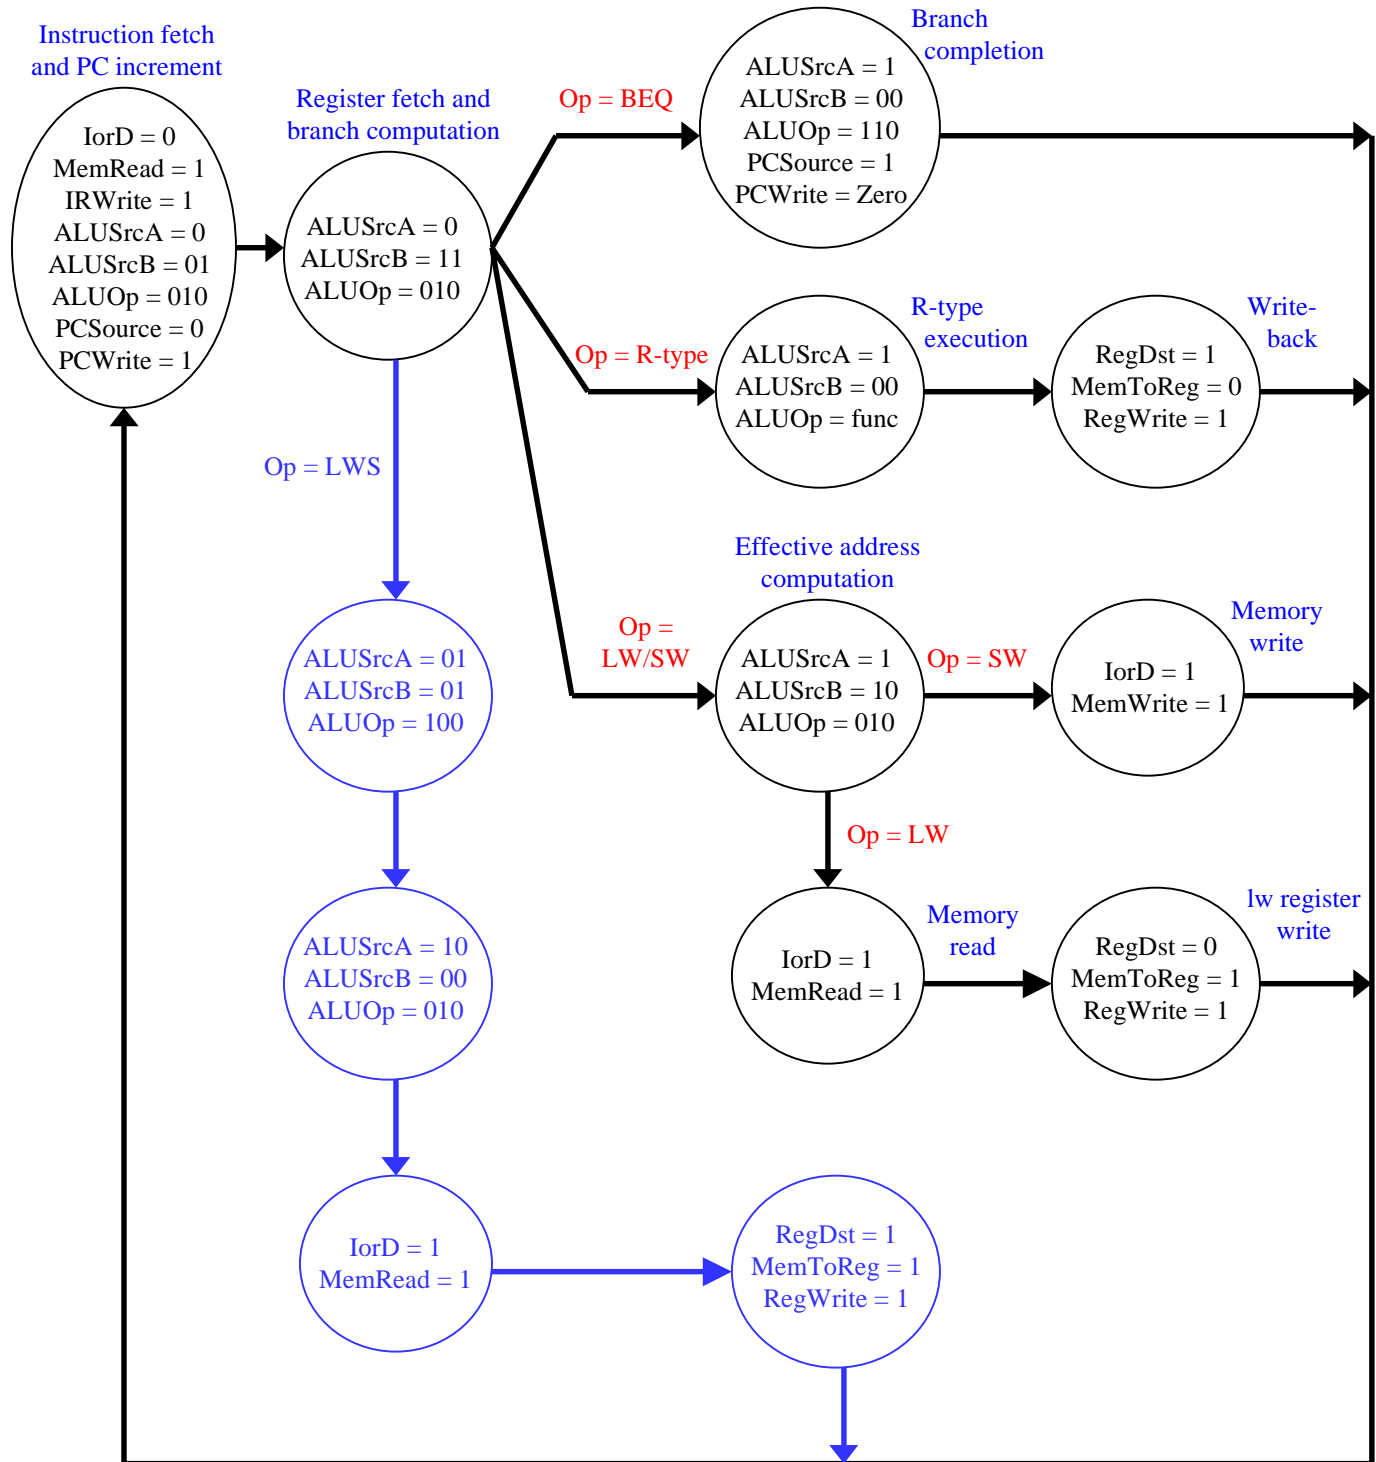 Instruction fetch
and PC increment
IorD = 0
MemRead = 1
IRWrite = 1
ALUSrcA = 0
ALUSrcB = 01
ALUOp = 010
PCSource = 0
PCWrite = 1
Register fetch and
branch computation
ALUSrcA = 0
ALUSrcB = 11
ALUOp = 010
Op = BEQ
Branch
completion
ALUSrcA = 1
ALUSrcB = 00
ALUOp = 110
PCSource = 1
PCWrite = Zero
Op = R-type
R-type
execution
ALUSrcA = 1
ALUSrcB = 00
ALUOp = func
Write-
back
RegDst = 1
MemToReg = 0
RegWrite = 1
Op = LWS
Effective address
computation
Op =
LW/SW
ALUSrcA = 1
ALUSrcB = 10
ALUOp = 010
Op = SW
Memory
write
IorD = 1
MemWrite = 1
ALUSrcA = 01
ALUSrcB = 01
ALUOp = 100
Op = LW
IorD = 1
MemRead = 1
Memory
read
lw register
write
RegDst = 0
MemToReg = 1
RegWrite = 1
ALUSrcA = 10
ALUSrcB = 00
ALUOp = 010
IorD = 1
MemRead = 1
RegDst = 1
MemToReg = 1
RegWrite = 1